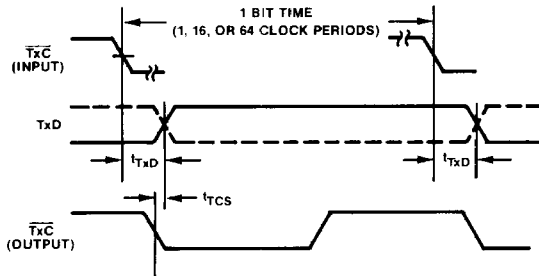 1 BIT TIME
(1, 16, OR 64 CLOCK PERIODS)
TxC
(INPUT)
TxD
tTxD
tTxD
tTCS
TxC
(OUTPUT)